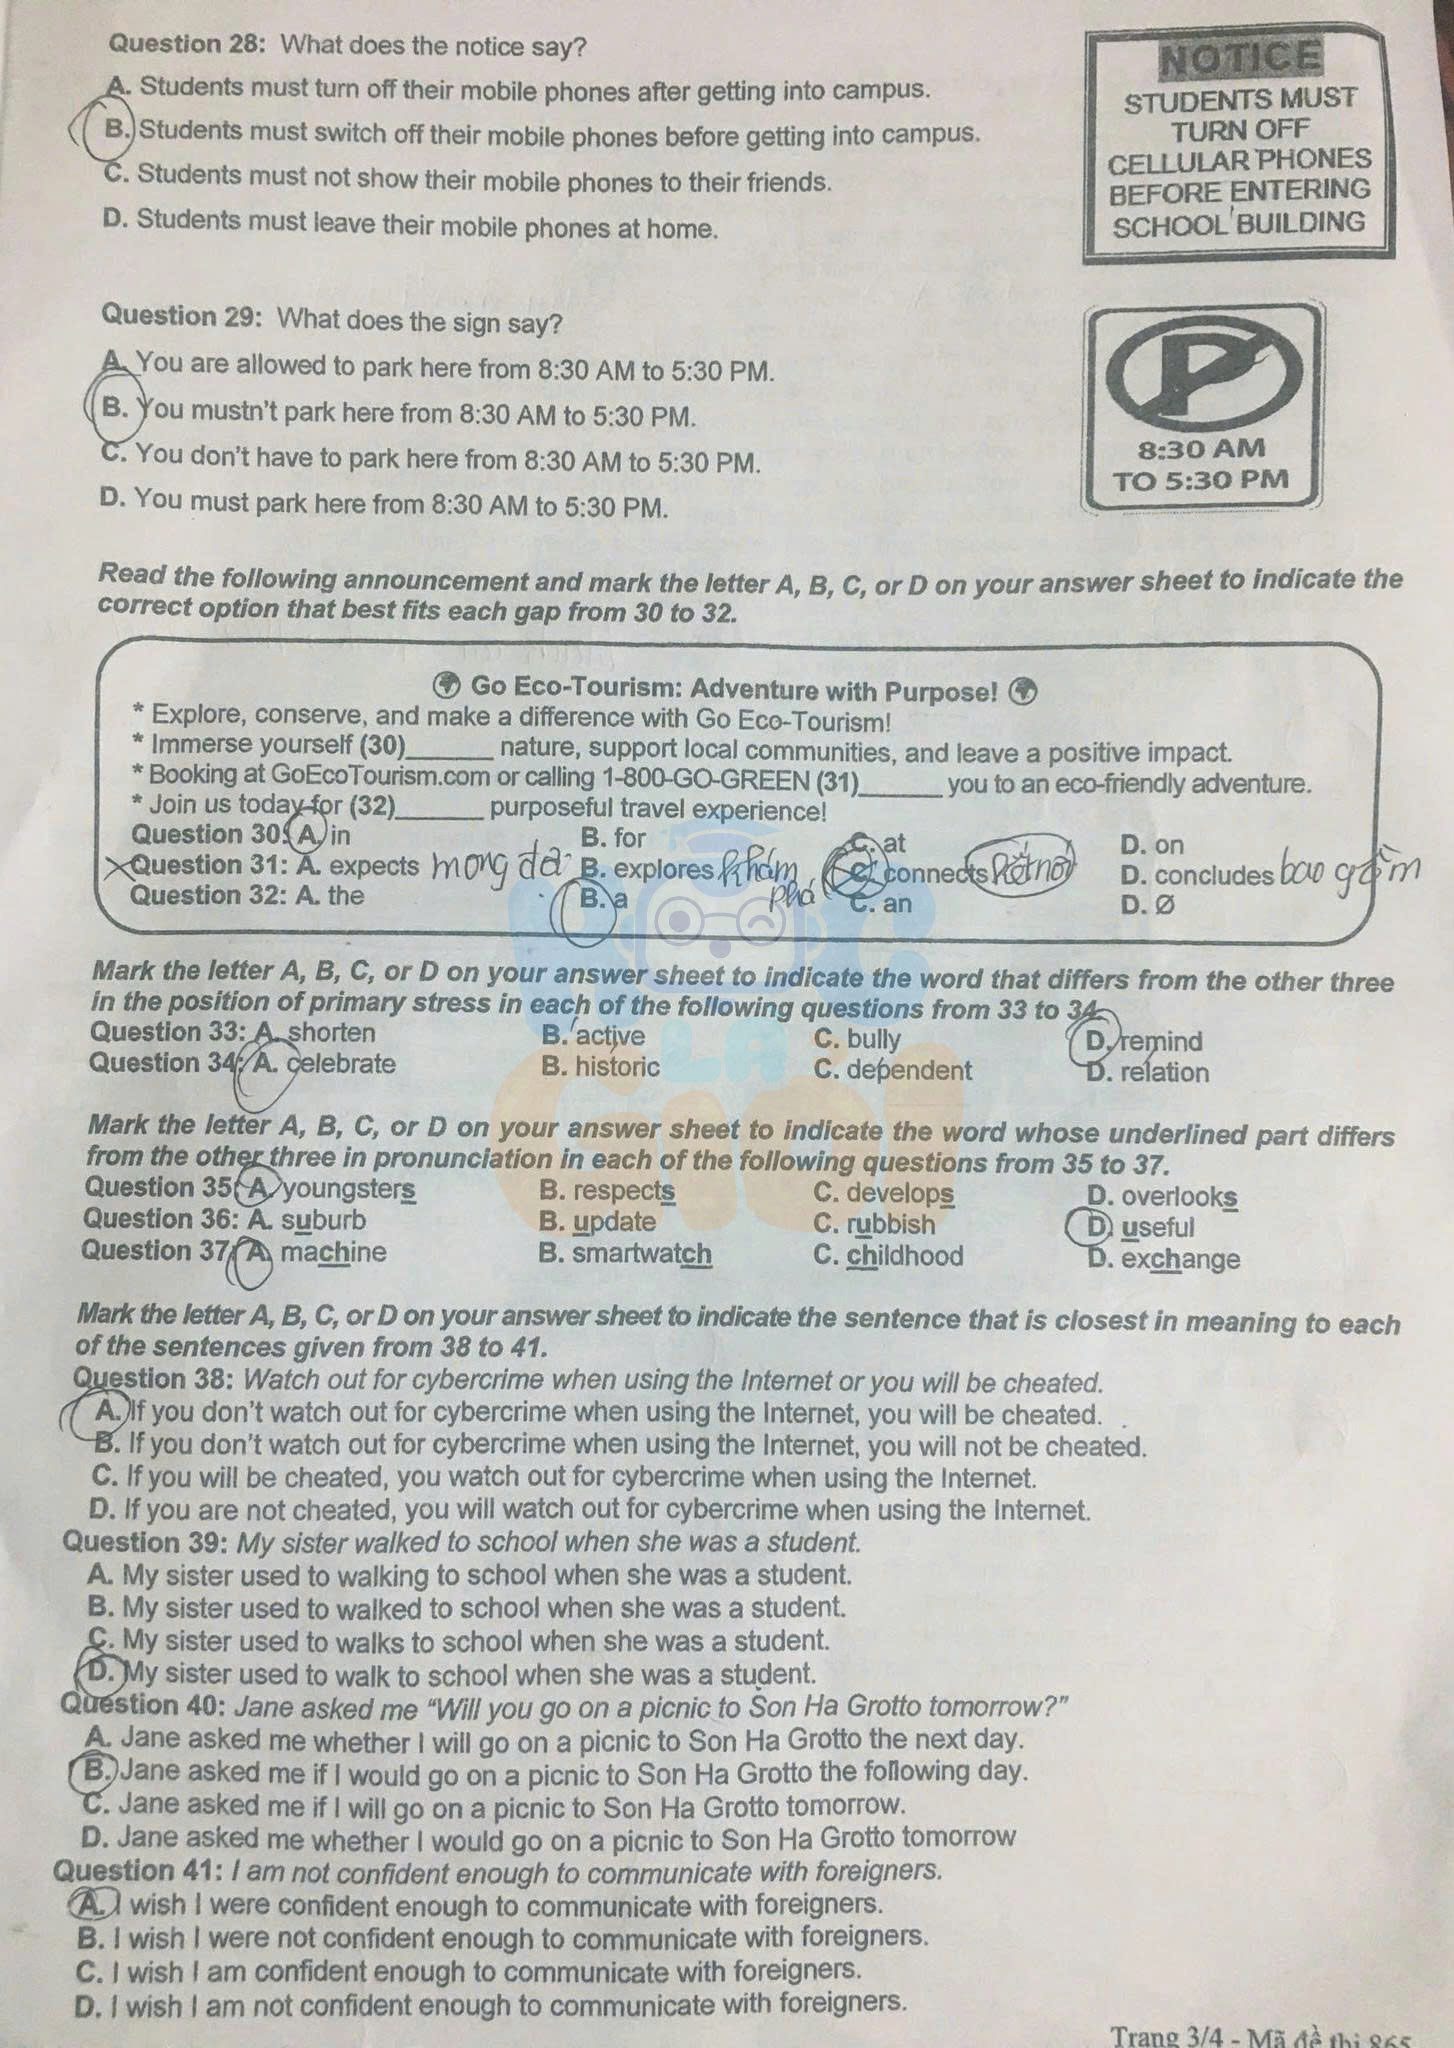 Question 28: What does the notice say?
A. Students must turn off their mobile phones after getting into campus.
B. Students must switch off their mobile phones before getting into campus.
C. Students must not show their mobile phones to their friends.
D. Students must leave their mobile phones at home.
NOTICE
STUDENTS MUST
TURN OFF
CELLULAR PHONES
BEFORE ENTERING
SCHOOL BUILDING
Question 29: What does the sign say?
A. You are allowed to park here from 8:30 AM to 5:30 PM.
B. You mustn't park here from 8:30 AM to 5:30 PM.
C. You don't have to park here from 8:30 AM to 5:30 PM.
D. You must park here from 8:30 AM to 5:30 PM.
P
8:30 AM
TO 5:30 PM
Read the following announcement and mark the letter A, B, C, or D on your answer sheet to indicate the
correct option that best fits each gap from 30 to 32.
Go Eco-Tourism: Adventure with Purpose!
* Explore, conserve, and make a difference with Go Eco-Tourism!
* Immerse yourself (30)______ nature, support local communities, and leave a positive impact.
* Booking at GoEcoTourism.com or calling 1-800-GO-GREEN (31)______ you to an eco-friendly adventure.
* Join us today for (32)______ purposeful travel experience!
Question 30: A. in B. for C. at D. on
Question 31: A. expects mong đợi B. explores khám phá C. connects kết nối D. concludes bao gồm
Question 32: A. the B. a C. an D. Ø
Mark the letter A, B, C, or D on your answer sheet to indicate the word that differs from the other three
in the position of primary stress in each of the following questions from 33 to 34.
Question 33: A. shorten B. active C. bully D. remind
Question 34: A. celebrate B. historic C. dependent D. relation
Mark the letter A, B, C, or D on your answer sheet to indicate the word whose underlined part differs
from the other three in pronunciation in each of the following questions from 35 to 37.
Question 35: A. youngsters B. respects C. develops D. overlooks
Question 36: A. suburb B. update C. rubbish D. useful
Question 37: A. machine B. smartwatch C. childhood D. exchange
Mark the letter A, B, C, or D on your answer sheet to indicate the sentence that is closest in meaning to each
of the sentences given from 38 to 41.
Question 38: Watch out for cybercrime when using the Internet or you will be cheated.
A. If you don't watch out for cybercrime when using the Internet, you will be cheated.
B. If you don't watch out for cybercrime when using the Internet, you will not be cheated.
C. If you will be cheated, you watch out for cybercrime when using the Internet.
D. If you are not cheated, you will watch out for cybercrime when using the Internet.
Question 39: My sister walked to school when she was a student.
A. My sister used to walking to school when she was a student.
B. My sister used to walked to school when she was a student.
C. My sister used to walks to school when she was a student.
D. My sister used to walk to school when she was a student.
Question 40: Jane asked me “Will you go on a picnic to Son Ha Grotto tomorrow?”
A. Jane asked me whether I will go on a picnic to Son Ha Grotto the next day.
B. Jane asked me if I would go on a picnic to Son Ha Grotto the following day.
C. Jane asked me if I will go on a picnic to Son Ha Grotto tomorrow.
D. Jane asked me whether I would go on a picnic to Son Ha Grotto tomorrow
Question 41: I am not confident enough to communicate with foreigners.
A. I wish I were confident enough to communicate with foreigners.
B. I wish I were not confident enough to communicate with foreigners.
C. I wish I am confident enough to communicate with foreigners.
D. I wish I am not confident enough to communicate with foreigners.
Trang 3/4 - Mã đề thi 865